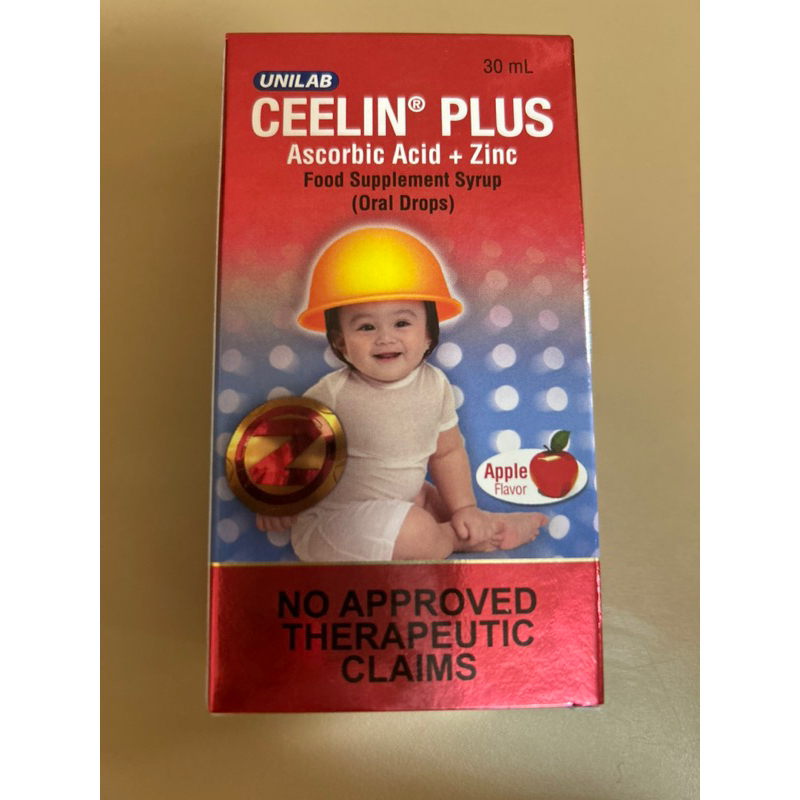 30 mL
UNILAB
CEELIN® PLUS
Ascorbic Acid + Zinc
Food Supplement Syrup
(Oral Drops)
Z
Apple
Flavor
NO APPROVED
THERAPEUTIC
CLAIMS